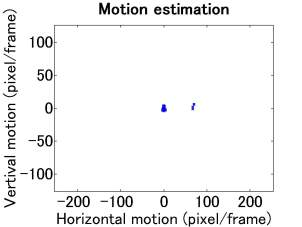 Motion estimation
Vertival motion (pixel/frame)
100
50
0
-50
-100
-200 -100 0 100 200
Horizontal motion (pixel/frame)